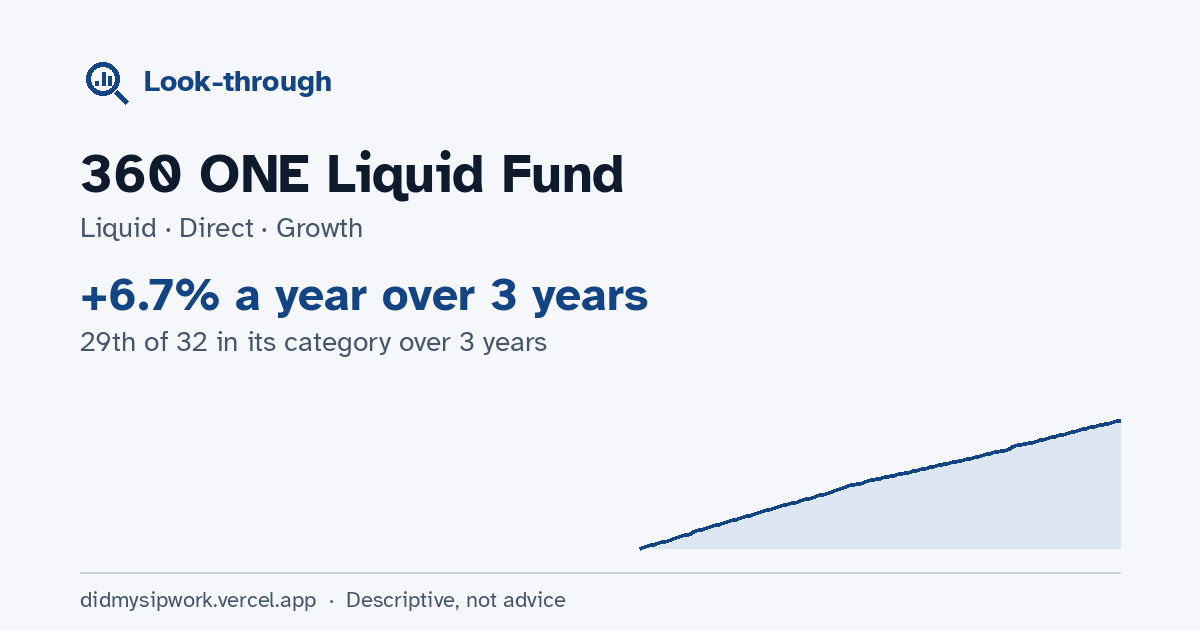 Look-through
360 ONE Liquid Fund
Liquid · Direct · Growth
+6.7% a year over 3 years
29th of 32 in its category over 3 years
didmysipwork.vercel.app · Descriptive, not advice